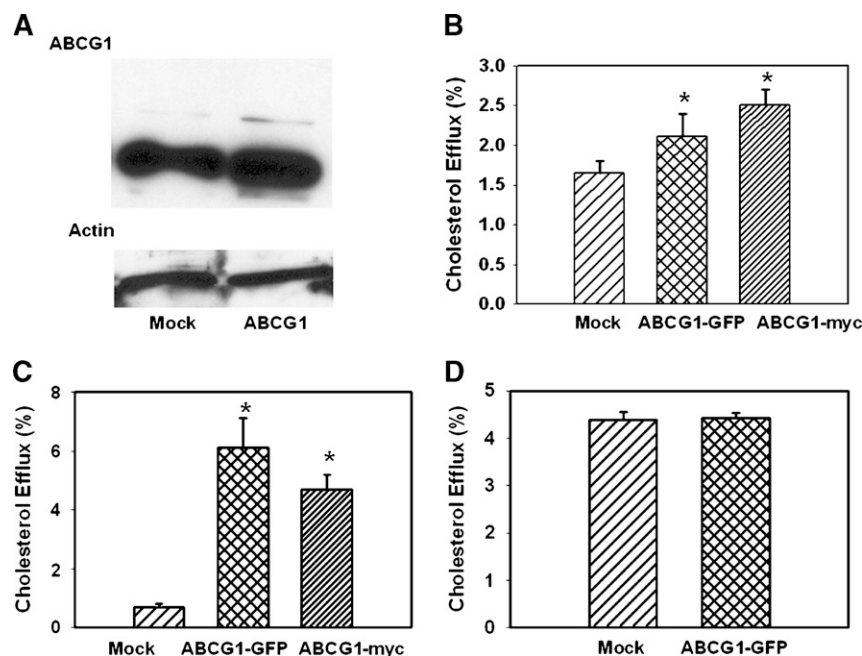 A
ABCG1
Actin
Mock ABCG1
B
Cholesterol Efflux (%)
3.0
2.5
2.0
1.5
1.0
0.5
0.0
*
*
Mock ABCG1-GFP ABCG1-myc
C
Cholesterol Efflux (%)
8
6
4
2
0
*
*
Mock ABCG1-GFP ABCG1-myc
D
Cholesterol Efflux (%)
5
4
3
2
1
0
Mock ABCG1-GFP